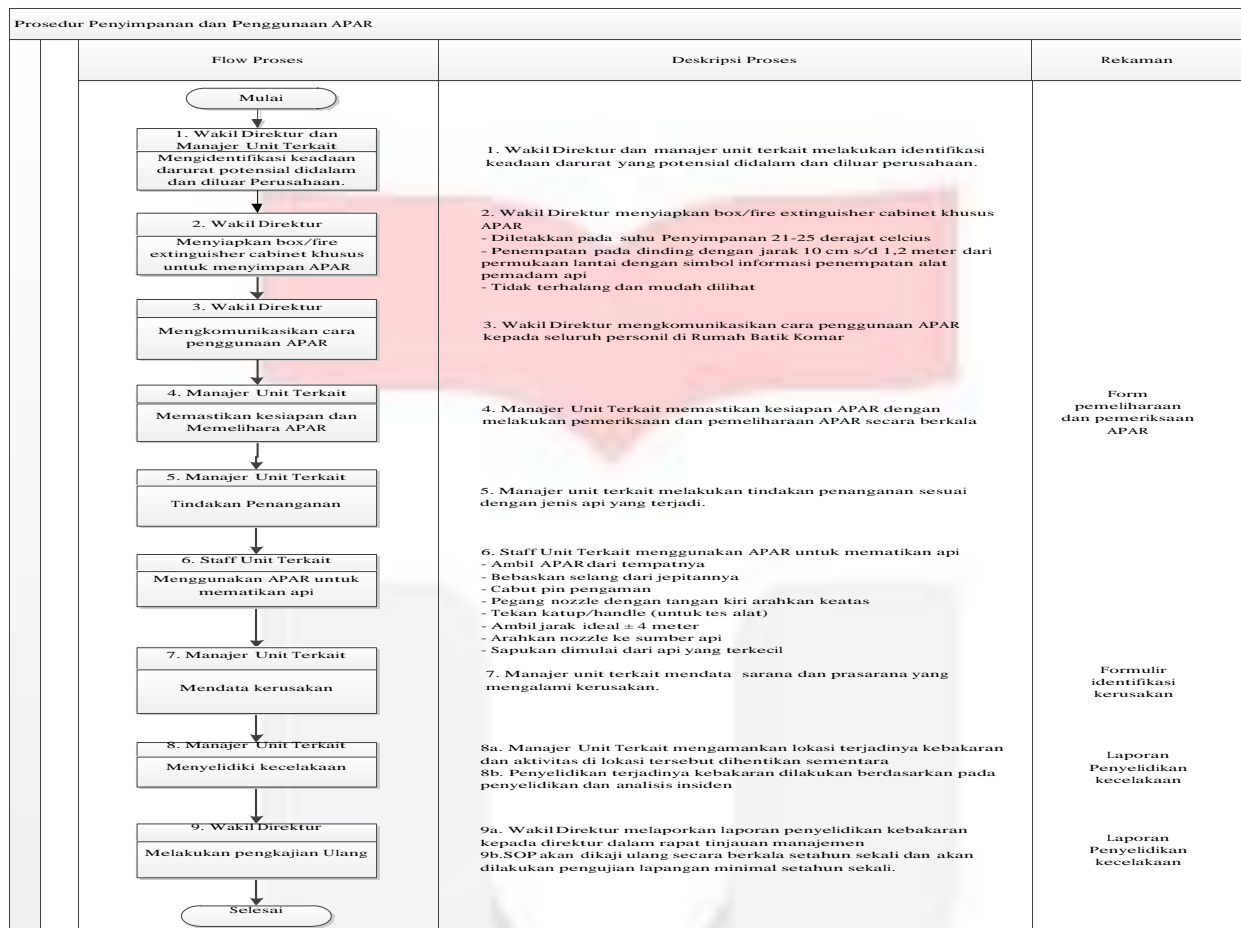 Prosedur Penyimpanan dan Penggunaan APAR
Flow Proses
Deskripsi Proses
Rekaman
Mulai
1. Wakil Direktur dan
Manajer Unit Terkait
Mengidentifikasi keadaan
darurat potensial didalam
dan diluar Perusahaan.
1. Wakil Direktur dan manajer unit terkait melakukan identifikasi
keadaan darurat yang potensial didalam dan diluar perusahaan.
2. Wakil Direktur
Menyiapkan box/fire
extinguisher cabinet khusus
untuk menyimpan APAR
2. Wakil Direktur menyiapkan box/fire extinguisher cabinet khusus
APAR
- Diletakkan pada suhu Penyimpanan 21-25 derajat celcius
- Penempatan pada dinding dengan jarak 10 cm s/d 1,2 meter dari
permukaan lantai dengan simbol informasi penempatan alat
pemadam api
- Tidak terhalang dan mudah dilihat
3. Wakil Direktur
Mengkomunikasikan cara
penggunaan APAR
3. Wakil Direktur mengkomunikasikan cara penggunaan APAR
kepada seluruh personil di Rumah Batik Komar
4. Manajer Unit Terkait
Memastikan kesiapan dan
Memelihara APAR
4. Manajer Unit Terkait memastikan kesiapan APAR dengan
melakukan pemeriksaan dan pemeliharaan APAR secara berkala
Form
pemeliharaan
dan pemeriksaan
APAR
5. Manajer Unit Terkait
Tindakan Penanganan
5. Manajer unit terkait melakukan tindakan penanganan sesuai
dengan jenis api yang terjadi.
6. Staff Unit Terkait
Menggunakan APAR untuk
mematikan api
6. Staff Unit Terkait menggunakan APAR untuk mematikan api
- Ambil APAR dari tempatnya
- Bebaskan selang dari jepitannya
- Cabut pin pengaman
- Pegang nozzle dengan tangan kiri arahkan keatas
- Tekan katup/handle (untuk tes alat)
- Ambil jarak ideal ± 4 meter
- Arahkan nozzle ke sumber api
- Sapukan dimulai dari api yang terkecil
7. Manajer Unit Terkait
Mendata kerusakan
7. Manajer unit terkait mendata sarana dan prasarana yang
mengalami kerusakan.
Formulir
identifikasi
kerusakan
8. Manajer Unit Terkait
Menyelidiki kecelakaan
8a. Manajer Unit Terkait mengamankan lokasi terjadinya kebakaran
dan aktivitas di lokasi tersebut dihentikan sementara
8b. Penyelidikan terjadinya kebakaran dilakukan berdasarkan pada
penyelidikan dan analisis insiden
Laporan
Penyelidikan
kecelakaan
9. Wakil Direktur
Melakukan pengkajian Ulang
9a. Wakil Direktur melaporkan laporan penyelidikan kebakaran
kepada direktur dalam rapat tinjauan manajemen
9b.SOP akan dikaji ulang secara berkala setahun sekali dan akan
dilakukan pengujian lapangan minimal setahun sekali.
Laporan
Penyelidikan
kecelakaan
Selesai